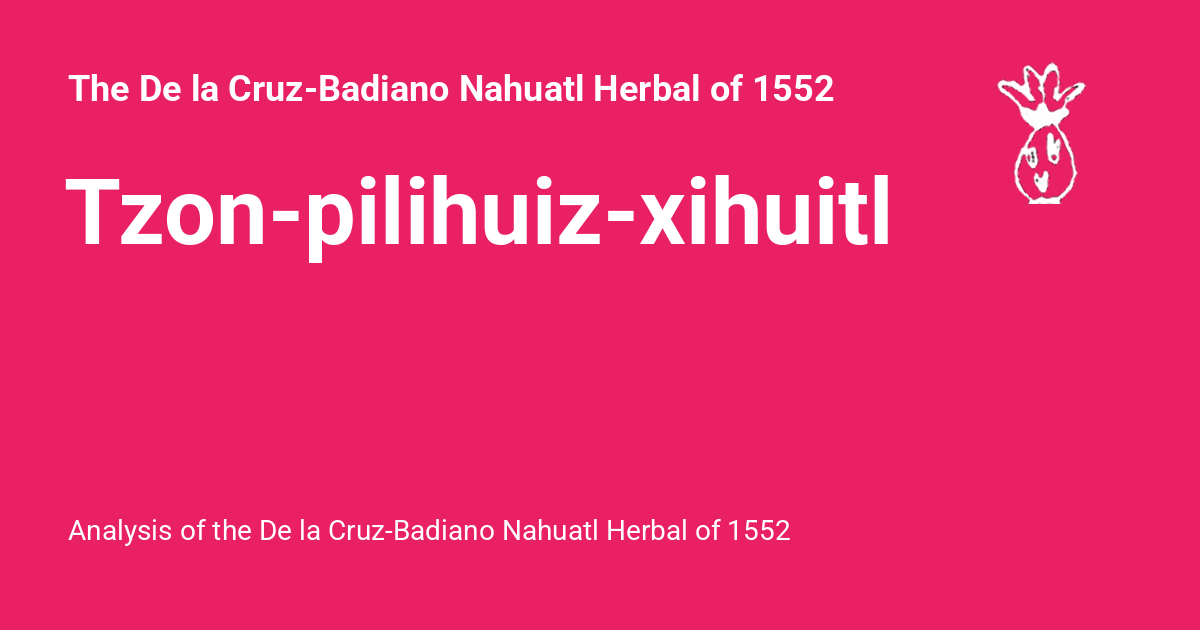 The De la Cruz-Badiano Nahuatl Herbal of 1552
Tzon-pilihuiz-xihuitl
Analysis of the De la Cruz-Badiano Nahuatl Herbal of 1552